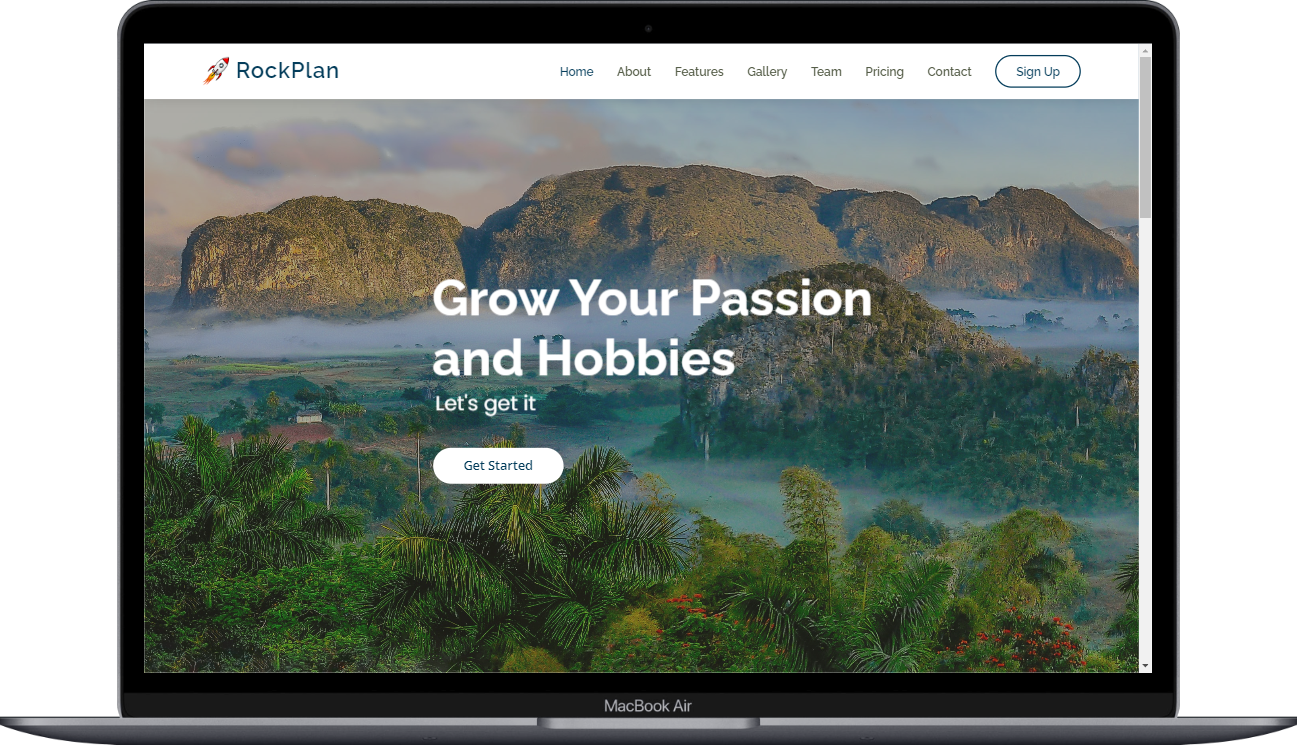 RockPlan
Home About Features Gallery Team Pricing Contact Sign Up
Grow Your Passion
and Hobbies
Let's get it
Get Started
MacBook Air